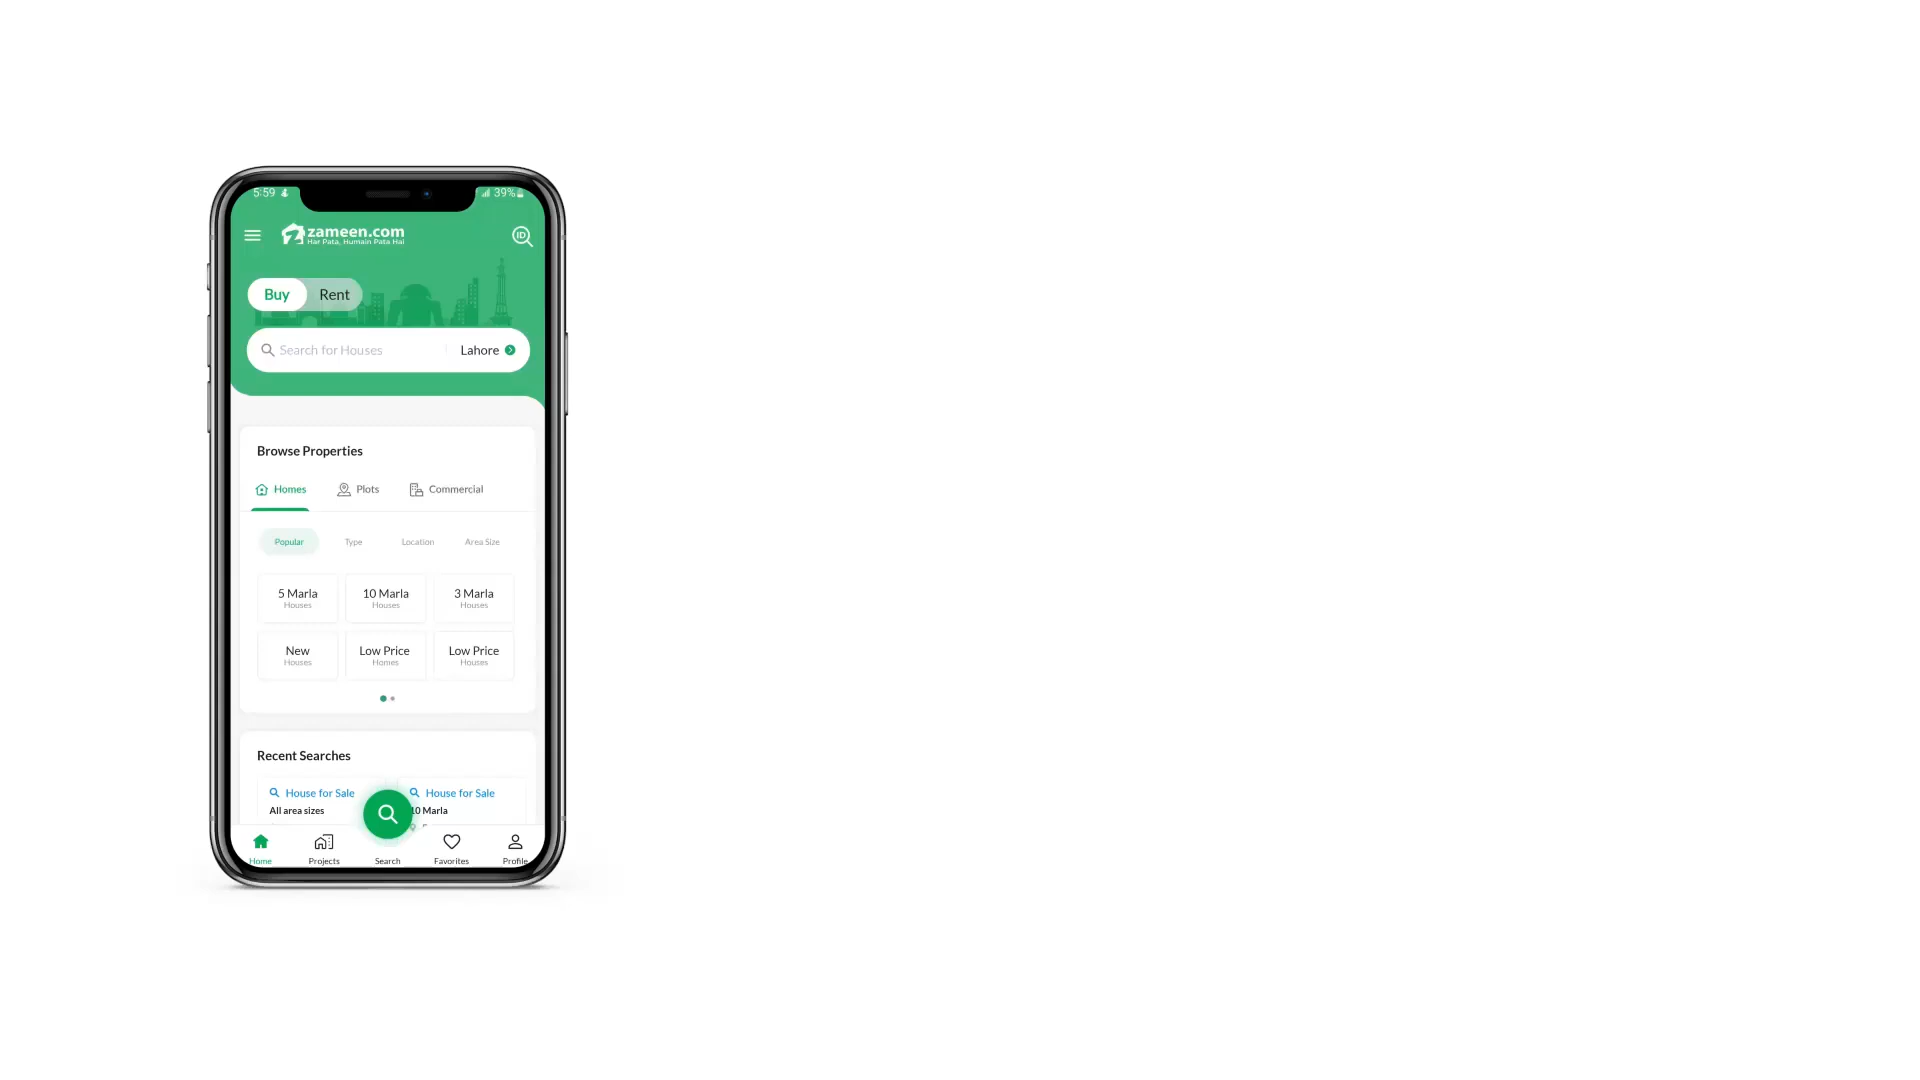 5:59
39%
zameen.com
Har Pata, Humain Pata Hai
ID
Buy Rent
Search for Houses Lahore
Browse Properties
Homes Plots Commercial
Popular Type Location Area Size
5 Marla 10 Marla 3 Marla
Houses Houses Houses
New Low Price Low Price
Houses Homes Houses
Recent Searches
House for Sale House for Sale
All area sizes 10 Marla
Home Projects Search Favorites Profile